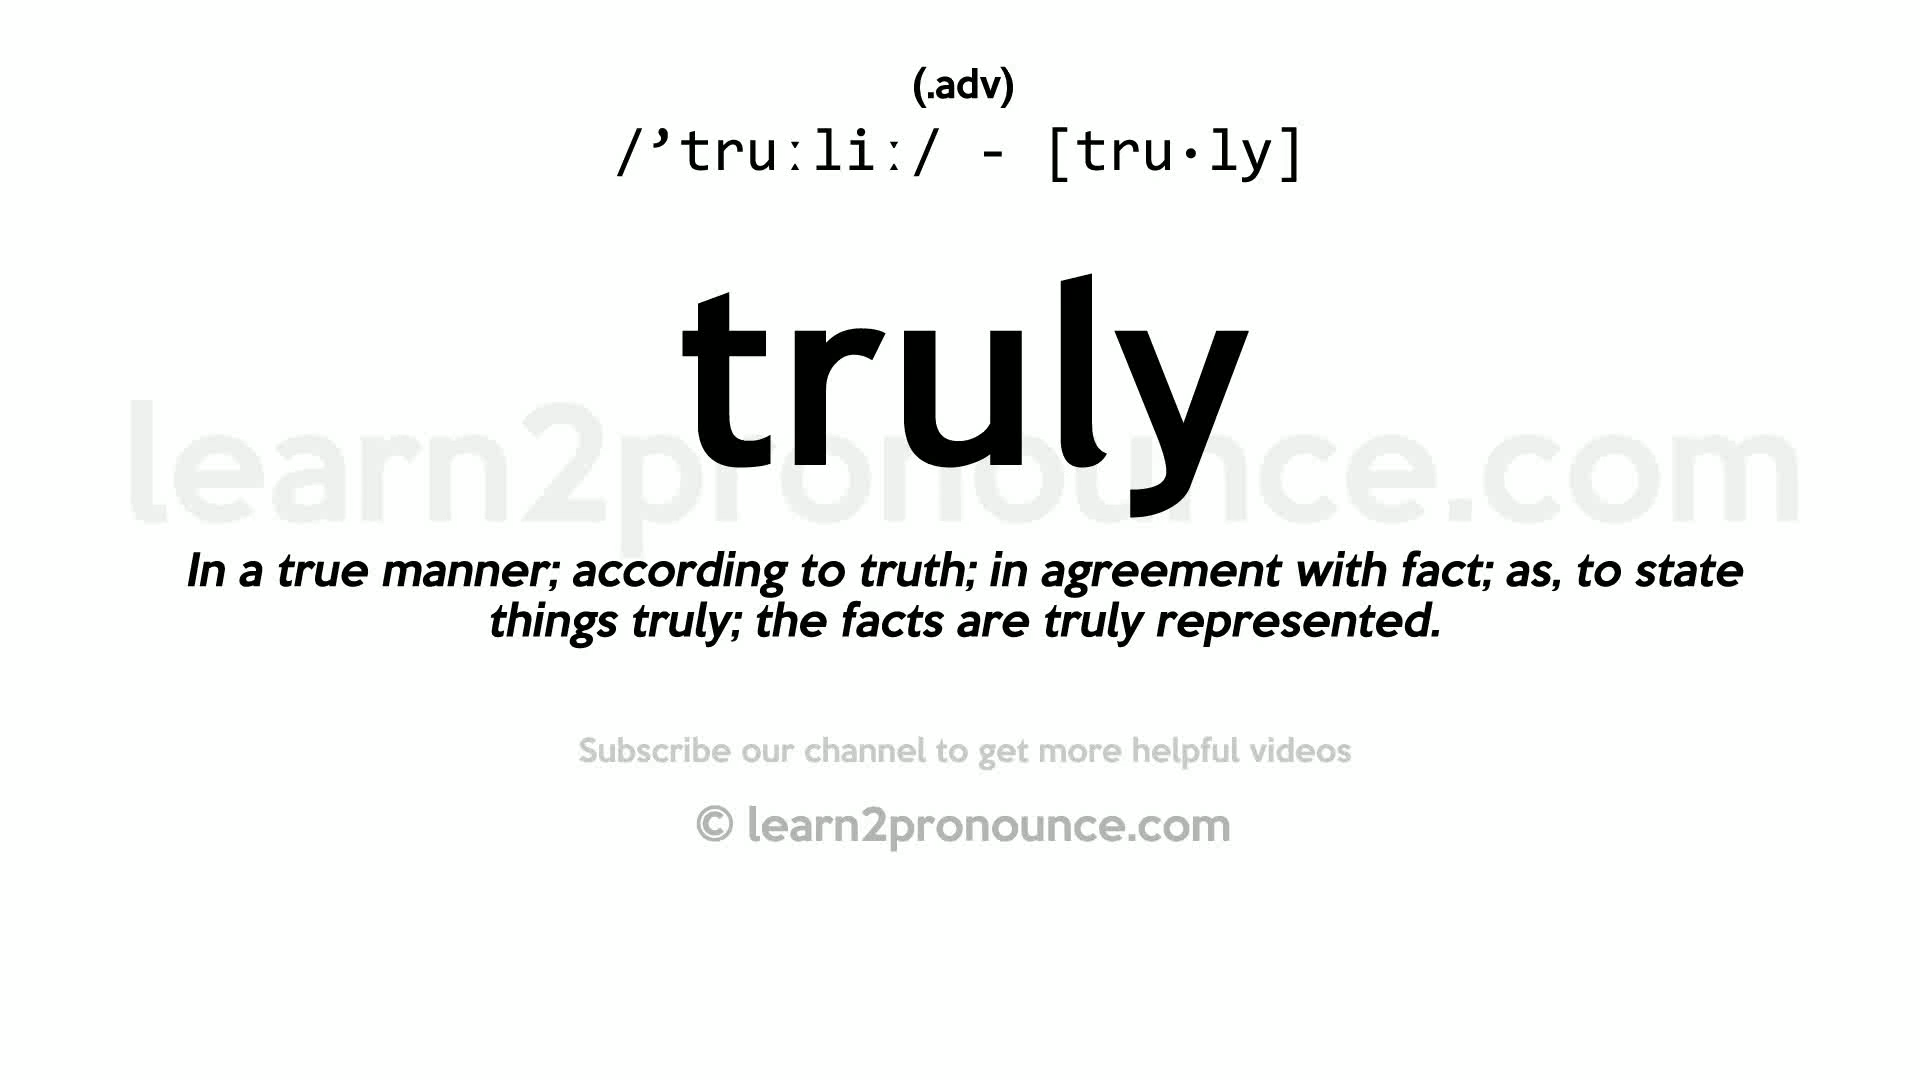 (.adv)
/’truːliː/ - [tru·ly]
truly
learn2pronounce.com
In a true manner; according to truth; in agreement with fact; as, to state
things truly; the facts are truly represented.
Subscribe our channel to get more helpful videos
© learn2pronounce.com